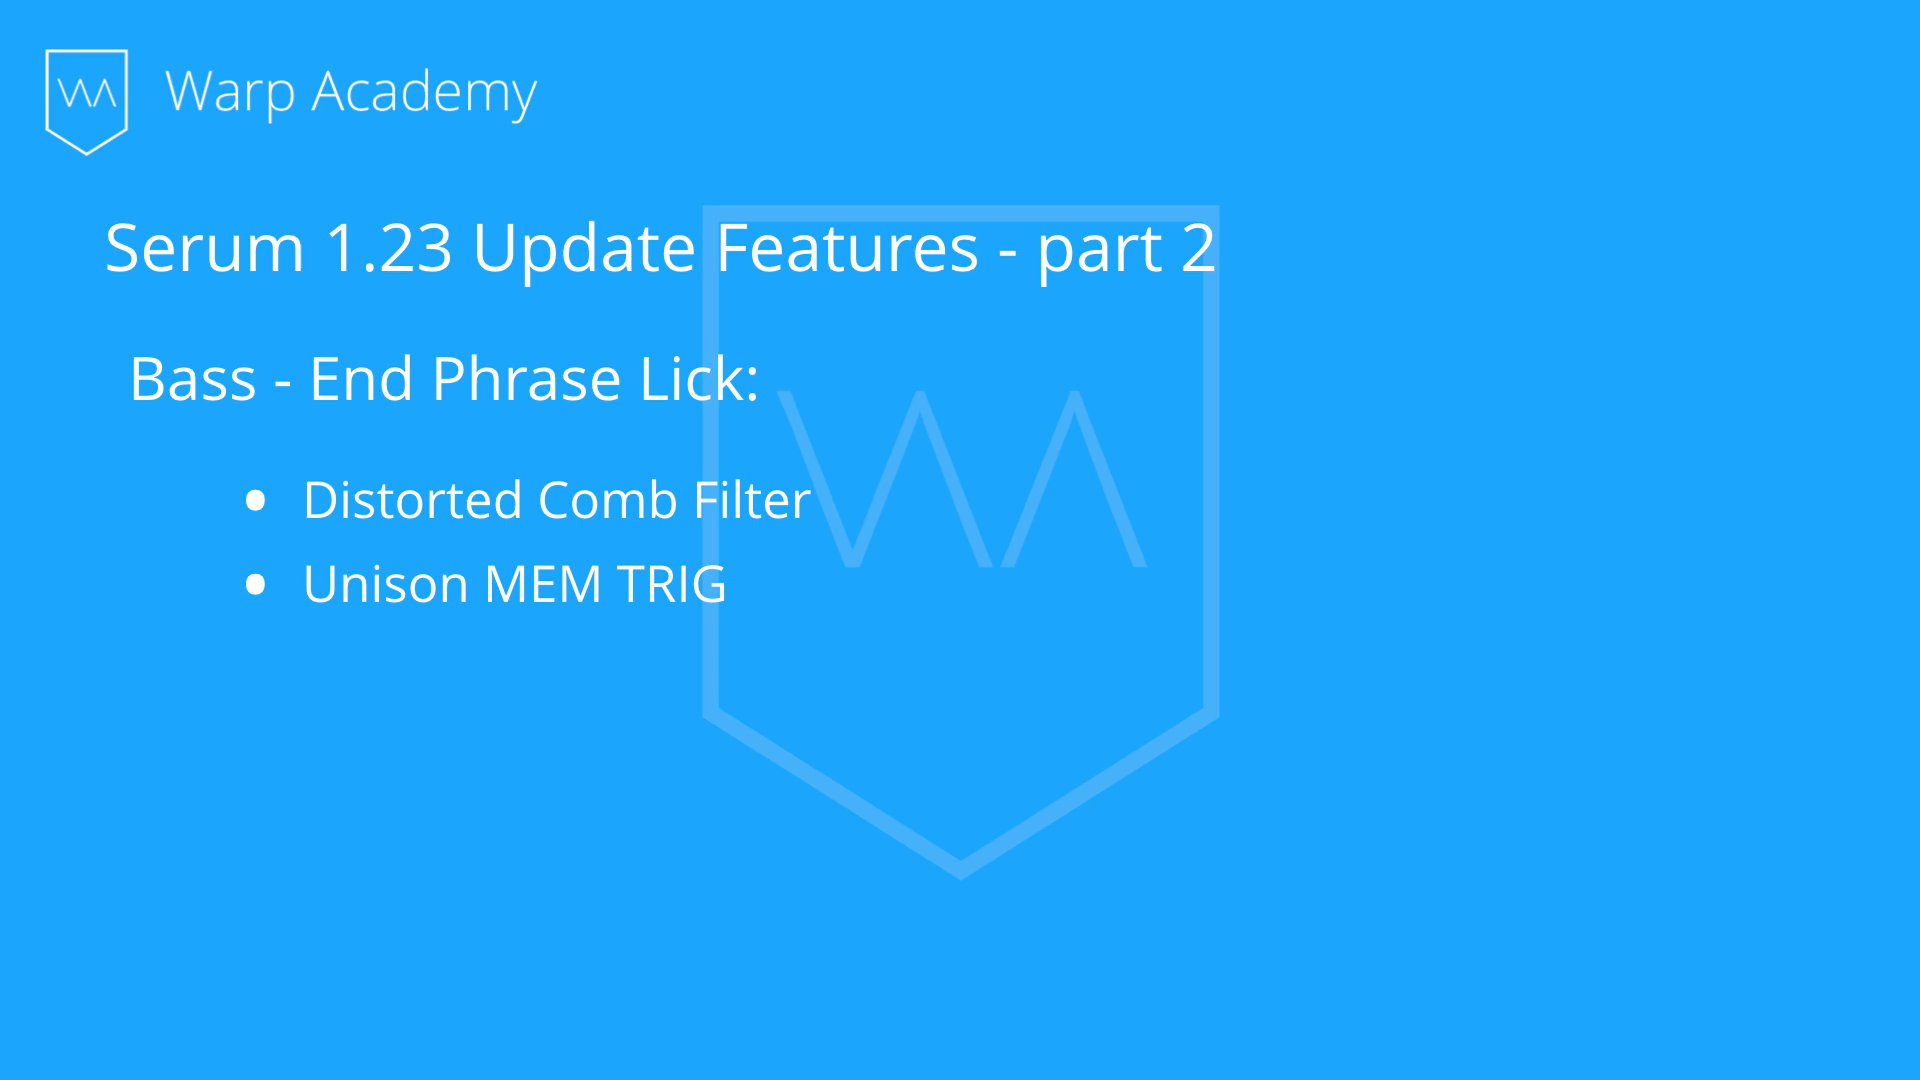 Warp Academy
Serum 1.23 Update Features - part 2
Bass - End Phrase Lick:
• Distorted Comb Filter
• Unison MEM TRIG